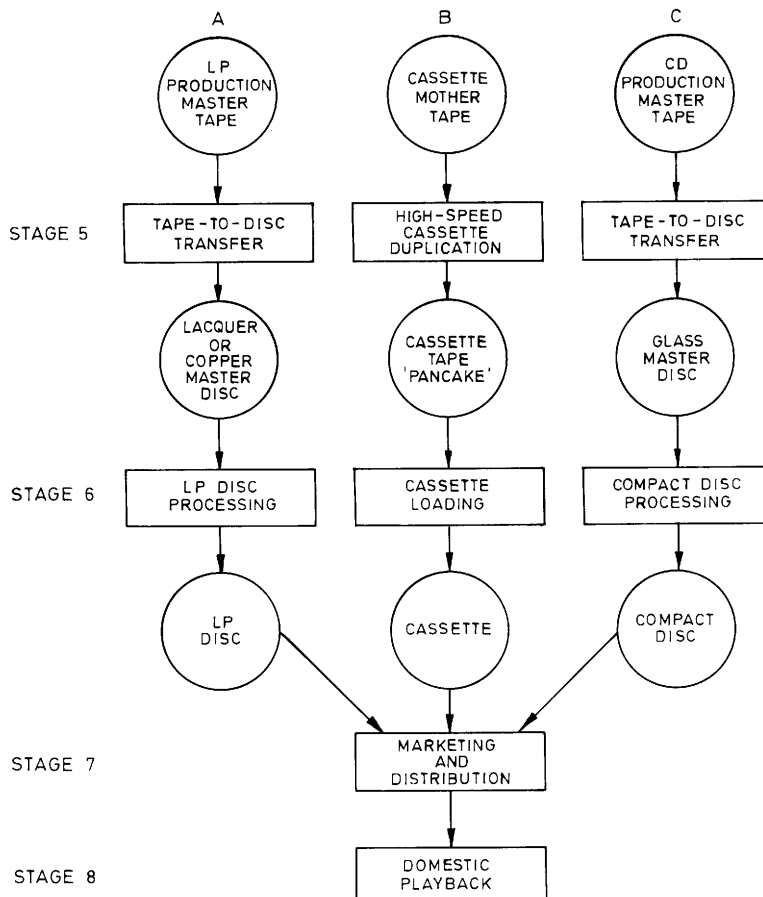 A
B
C
LP
PRODUCTION
MASTER
TAPE
CASSETTE
MOTHER
TAPE
CD
PRODUCTION
MASTER
TAPE
STAGE 5
TAPE-TO-DISC
TRANSFER
HIGH-SPEED
CASSETTE
DUPLICATION
TAPE-TO-DISC
TRANSFER
LACQUER
OR
COPPER
MASTER
DISC
CASSETTE
TAPE
'PANCAKE'
GLASS
MASTER
DISC
STAGE 6
LP DISC
PROCESSING
CASSETTE
LOADING
COMPACT DISC
PROCESSING
LP
DISC
CASSETTE
COMPACT
DISC
STAGE 7
MARKETING
AND
DISTRIBUTION
STAGE 8
DOMESTIC
PLAYBACK